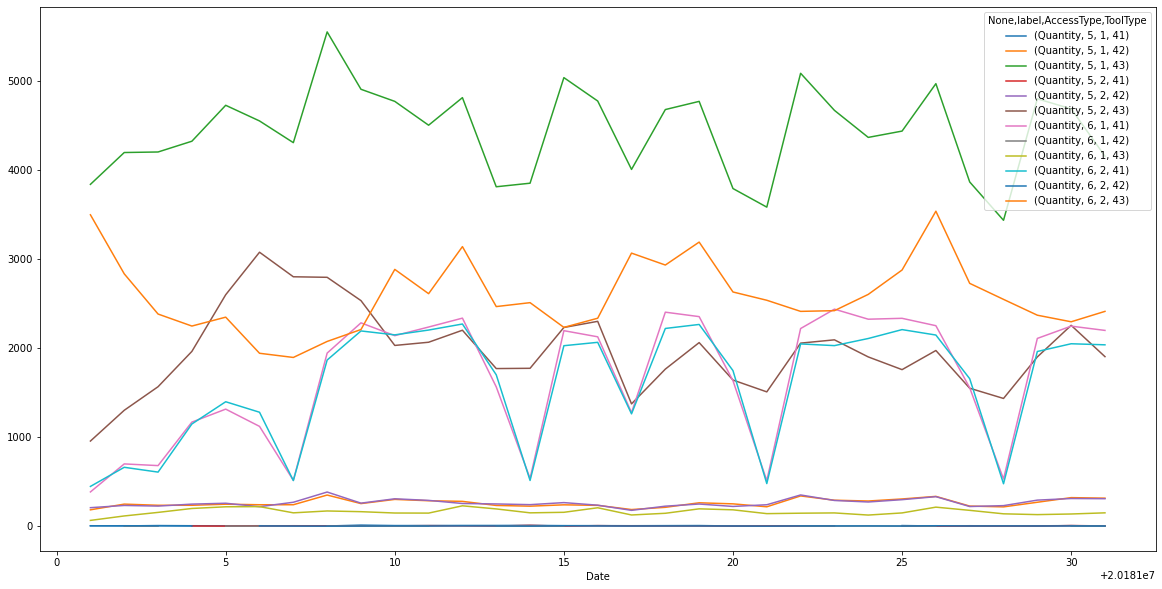 None,label,AccessType,ToolType
(Quantity, 5, 1, 41)
(Quantity, 5, 1, 42)
(Quantity, 5, 1, 43)
(Quantity, 5, 2, 41)
(Quantity, 5, 2, 42)
(Quantity, 5, 2, 43)
(Quantity, 6, 1, 41)
(Quantity, 6, 1, 42)
(Quantity, 6, 1, 43)
(Quantity, 6, 2, 41)
(Quantity, 6, 2, 42)
(Quantity, 6, 2, 43)
5000
4000
3000
2000
1000
0
0 5 10 15 20 25 30
Date
+2.0181e7